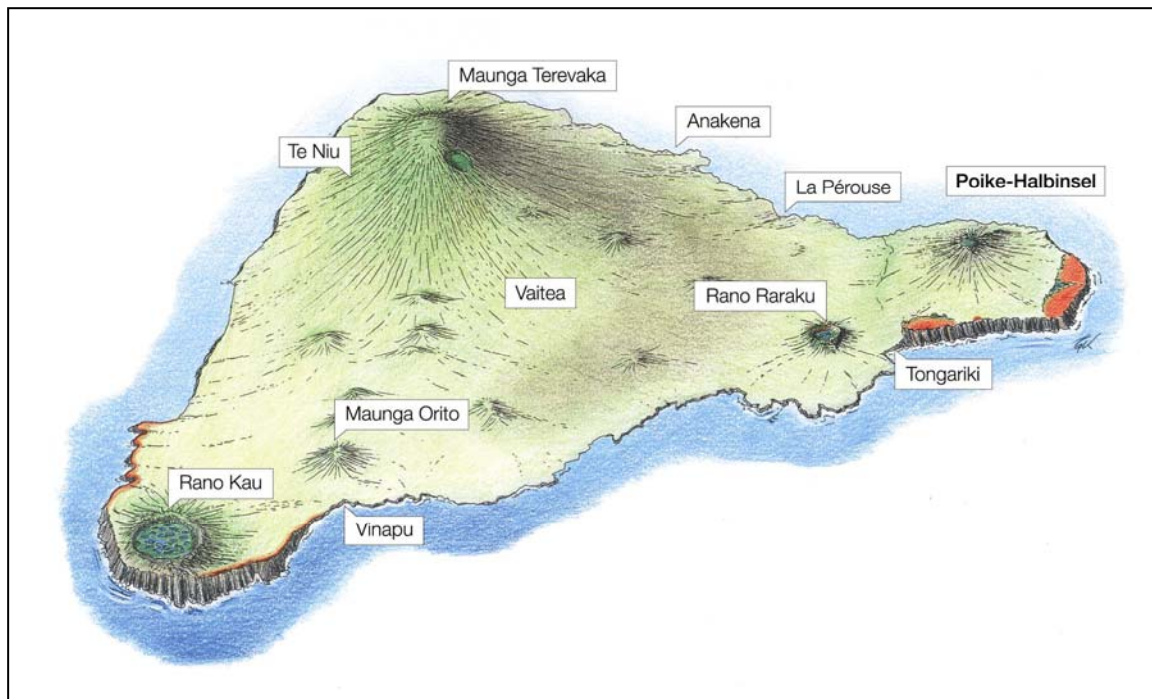 Maunga Terevaka
Anakena
Te Niu
La Pérouse
Poike-Halbinsel
Vaitea
Rano Raraku
Tongariki
Maunga Orito
Rano Kau
Vinapu